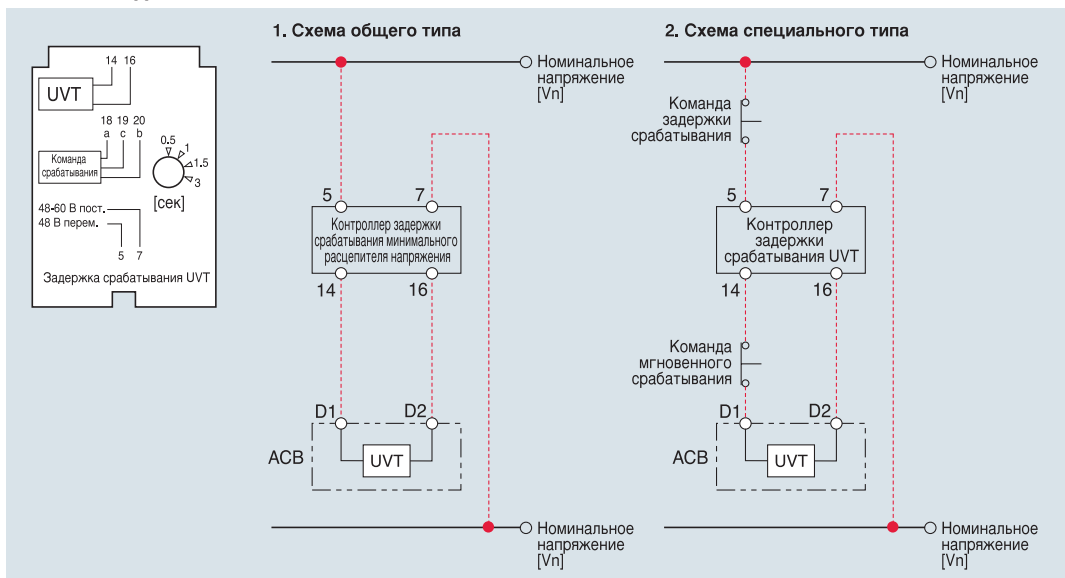 14 16
UVT
18 19 20
a c b
Команда
срабатывания
0.5
1
1.5
3
[сек]
48-60 В пост.
48 В перем.
5 7
Задержка срабатывания UVT
1. Схема общего типа
Номинальное
напряжение
[Vn]
5 7
Контроллер задержки
срабатывания минимального
расцепителя напряжения
14 16
D1 D2
ACB
UVT
Номинальное
напряжение
[Vn]
2. Схема специального типа
Номинальное
напряжение
[Vn]
Команда
задержки
срабатывания
5 7
Контроллер
задержки
срабатывания UVT
14 16
Команда
мгновенного
срабатывания
D1 D2
ACB
UVT
Номинальное
напряжение
[Vn]